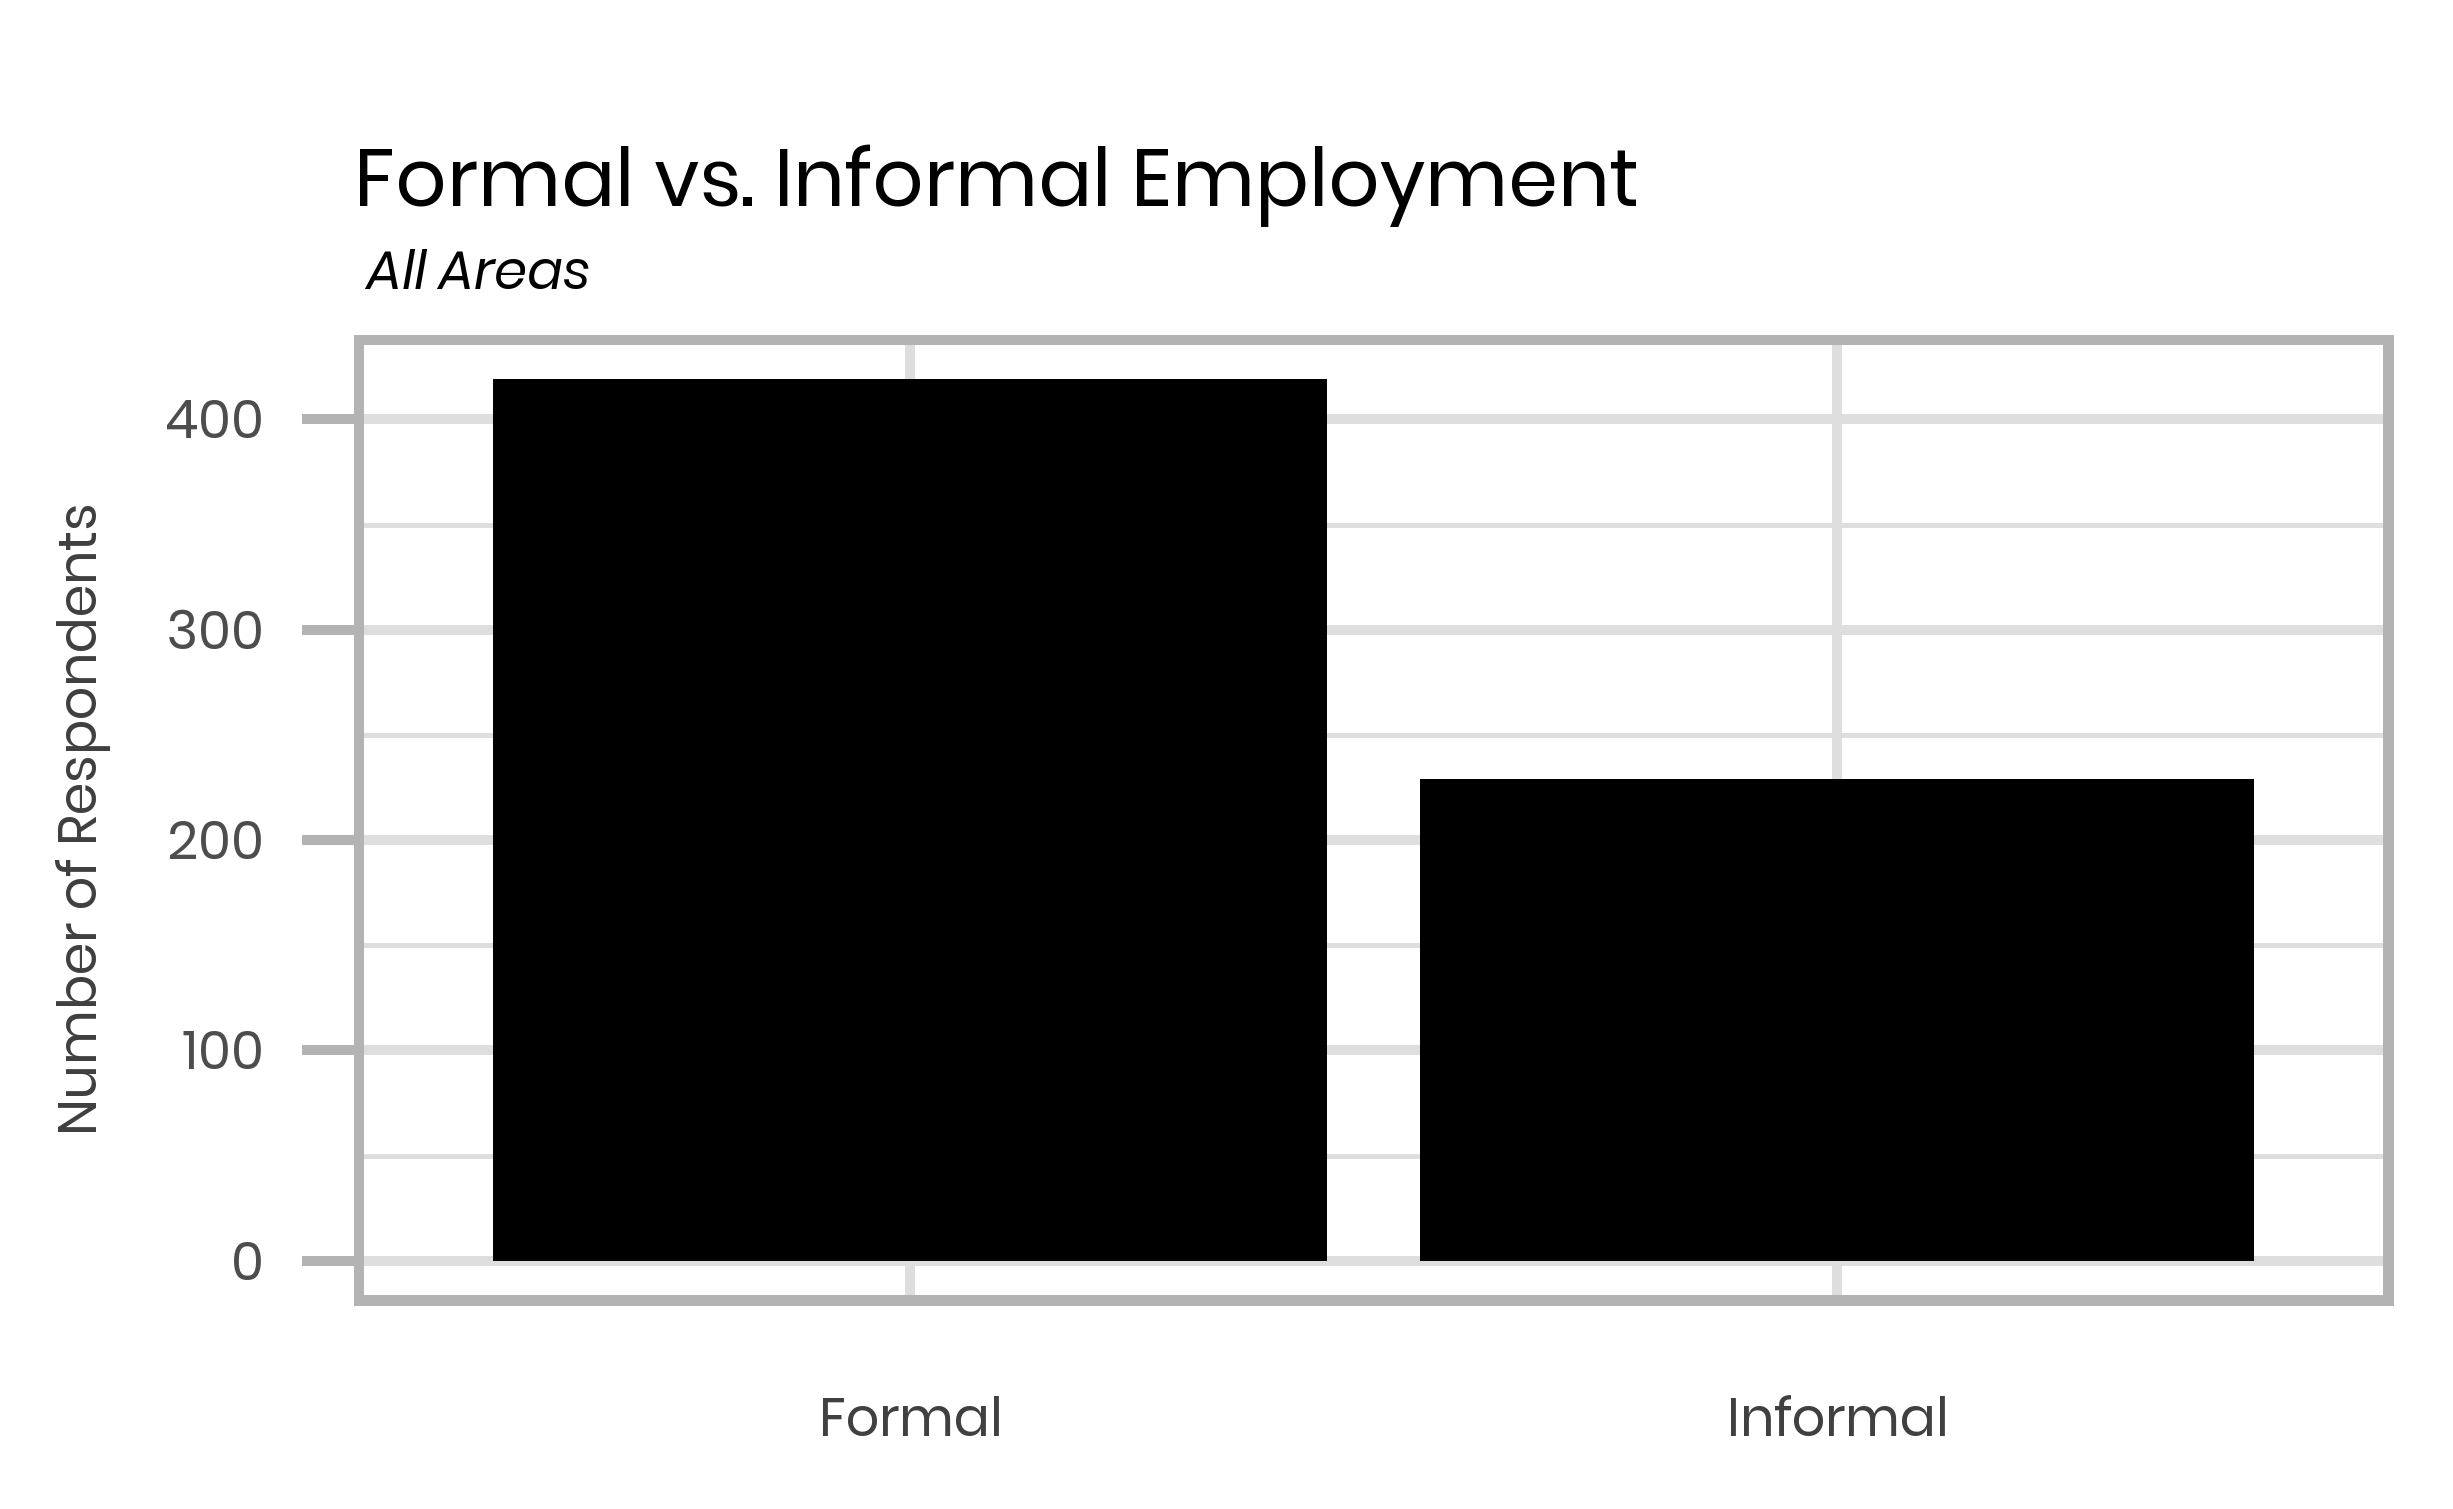 Formal vs. Informal Employment
All Areas
Number of Respondents
400
300
200
100
0
Formal
Informal